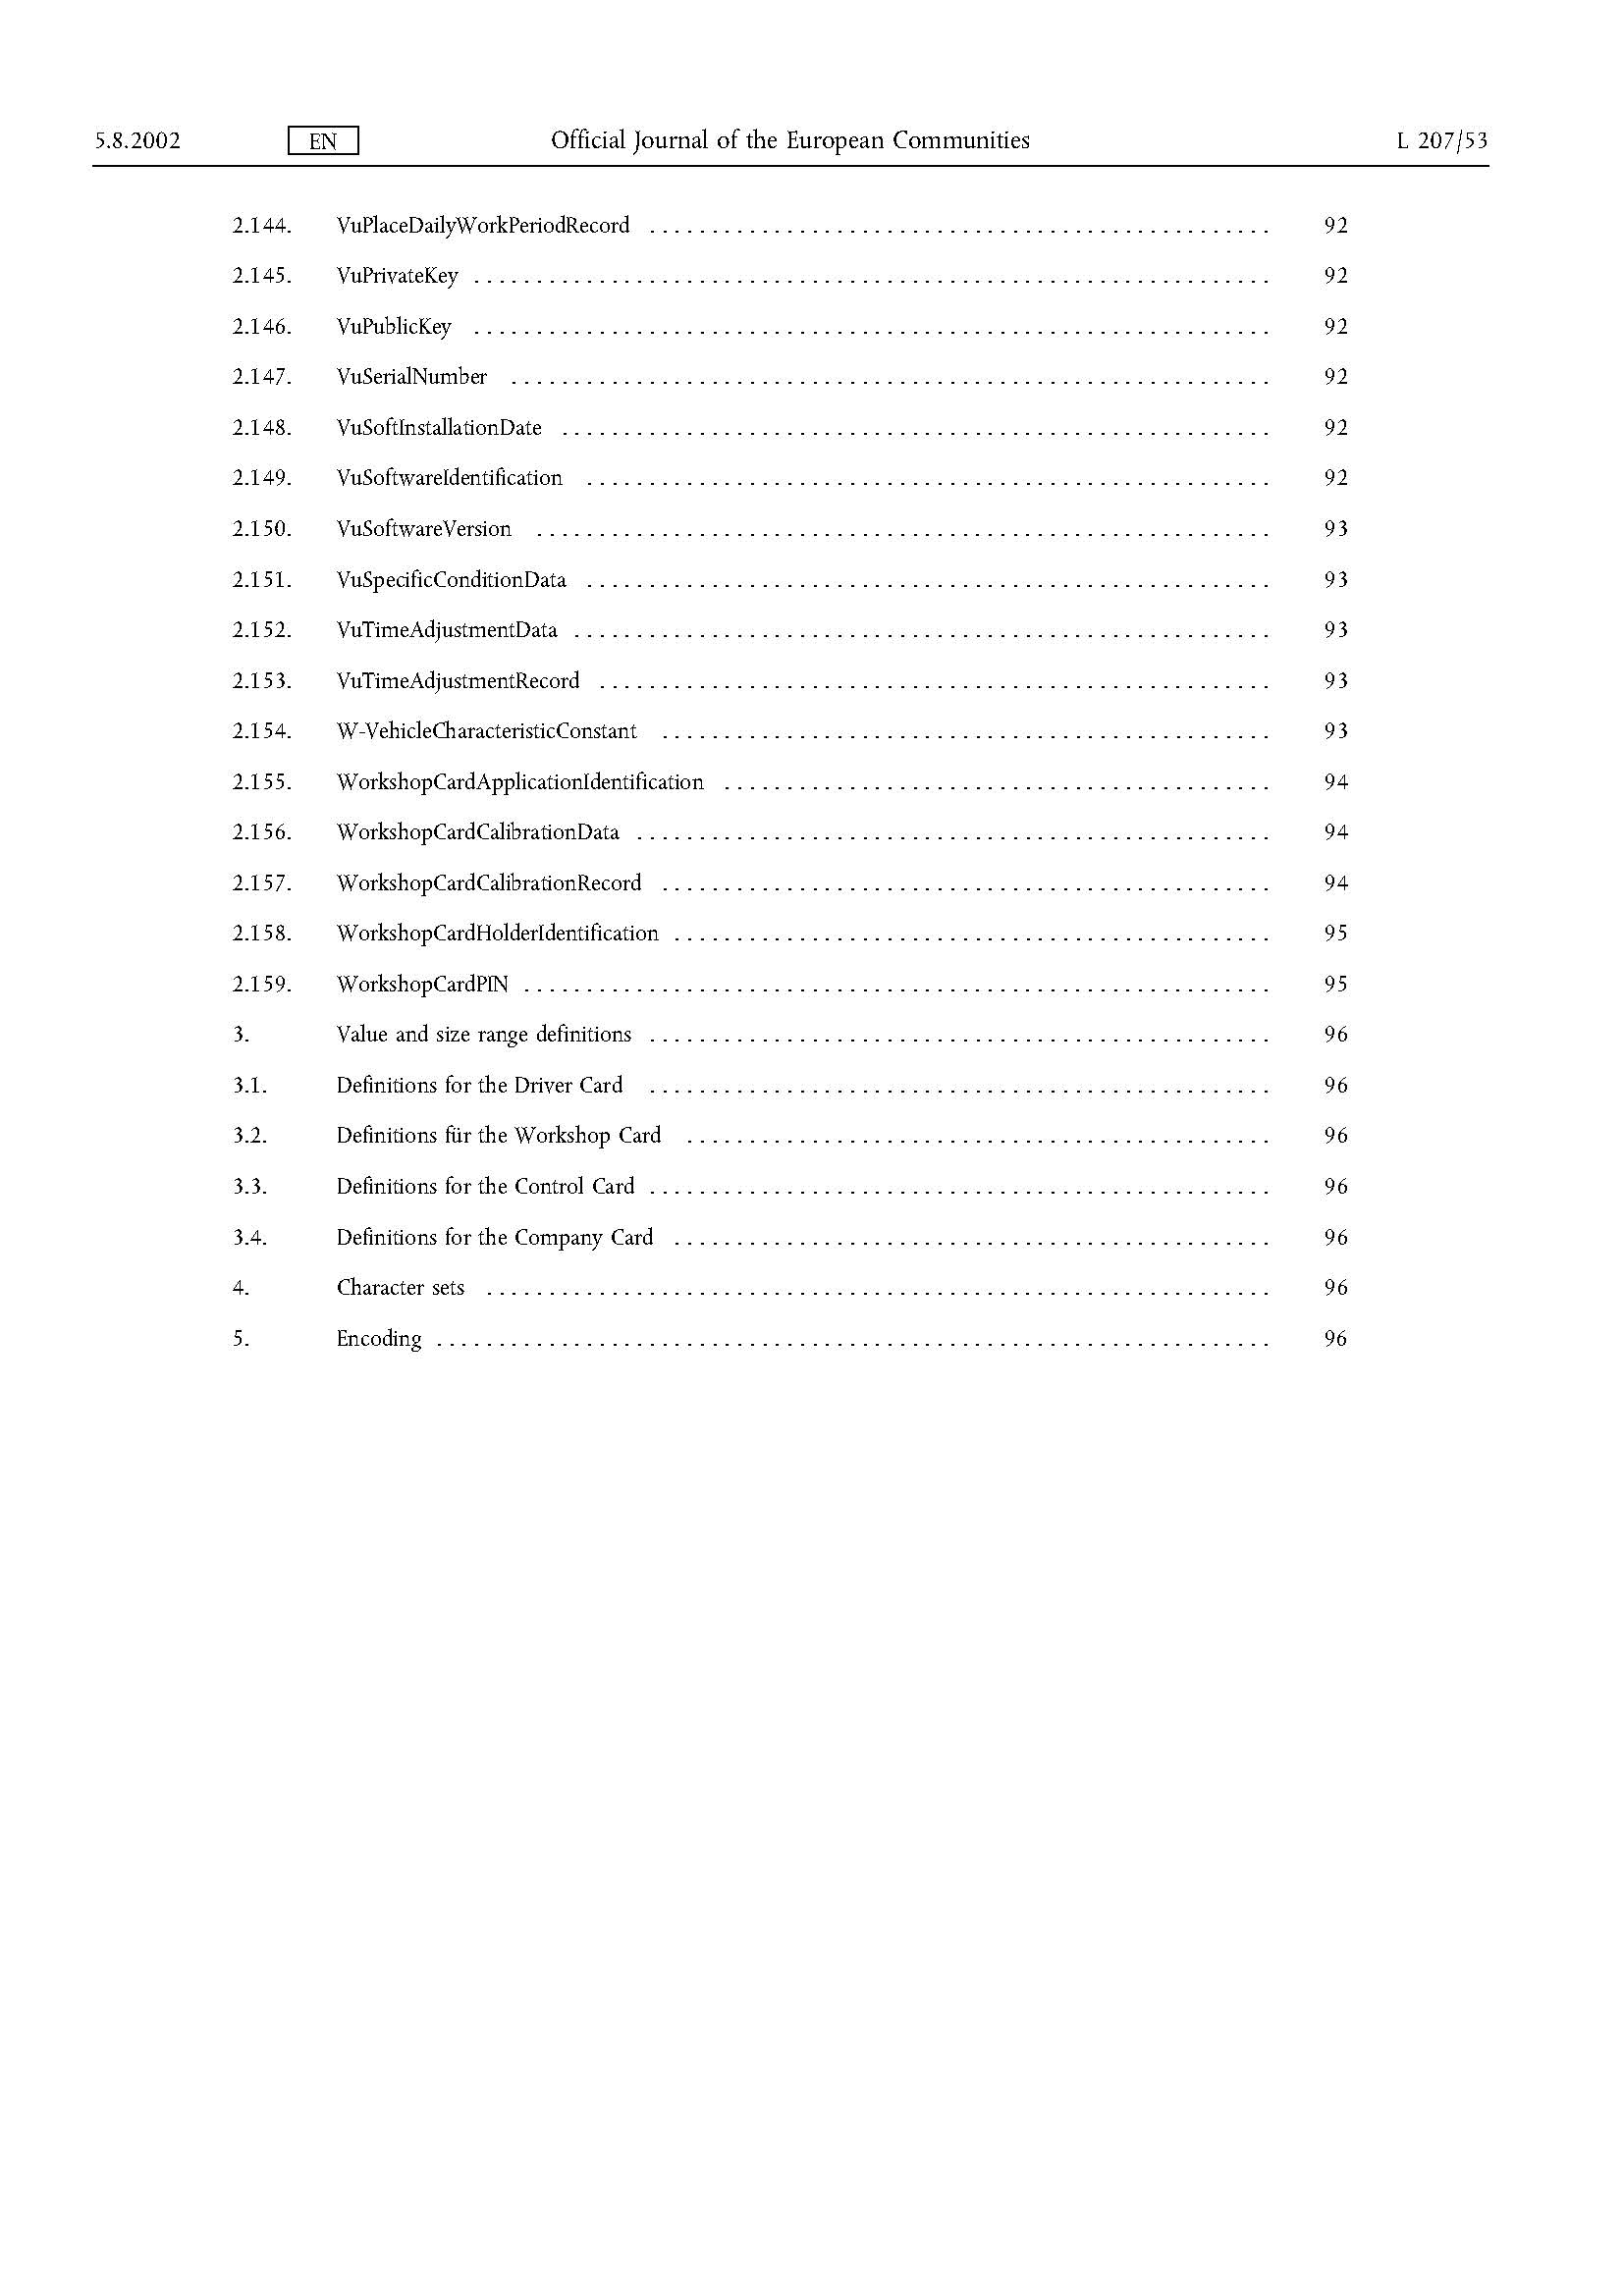 5.8.2002 EN Official Journal of the European Communities L 207/53
2.144. VuPlaceDailyWorkPeriodRecord . . . . . . . . . . . . . . . . . . . . 92
2.145. VuPrivateKey . . . . . . . . . . . . . . . . . . . . 92
2.146. VuPublicKey . . . . . . . . . . . . . . . . . . . . 92
2.147. VuSerialNumber . . . . . . . . . . . . . . . . . . . . 92
2.148. VuSoftInstallationDate . . . . . . . . . . . . . . . . . . . . 92
2.149. VuSoftwareIdentification . . . . . . . . . . . . . . . . . . . . 92
2.150. VuSoftwareVersion . . . . . . . . . . . . . . . . . . . . 93
2.151. VuSpecificConditionData . . . . . . . . . . . . . . . . . . . . 93
2.152. VuTimeAdjustmentData . . . . . . . . . . . . . . . . . . . . 93
2.153. VuTimeAdjustmentRecord . . . . . . . . . . . . . . . . . . . . 93
2.154. W-VehicleCharacteristicConstant . . . . . . . . . . . . . . . . . . . . 93
2.155. WorkshopCardApplicationIdentification . . . . . . . . . . . . . . . . . . . . 94
2.156. WorkshopCardCalibrationData . . . . . . . . . . . . . . . . . . . . 94
2.157. WorkshopCardCalibrationRecord . . . . . . . . . . . . . . . . . . . . 94
2.158. WorkshopCardHolderIdentification . . . . . . . . . . . . . . . . . . . . 95
2.159. WorkshopCardPIN . . . . . . . . . . . . . . . . . . . . 95
3. Value and size range definitions . . . . . . . . . . . . . . . . . . . . 96
3.1. Definitions for the Driver Card . . . . . . . . . . . . . . . . . . . . 96
3.2. Definitions für the Workshop Card . . . . . . . . . . . . . . . . . . . . 96
3.3. Definitions for the Control Card . . . . . . . . . . . . . . . . . . . . 96
3.4. Definitions for the Company Card . . . . . . . . . . . . . . . . . . . . 96
4. Character sets . . . . . . . . . . . . . . . . . . . . 96
5. Encoding . . . . . . . . . . . . . . . . . . . . 96